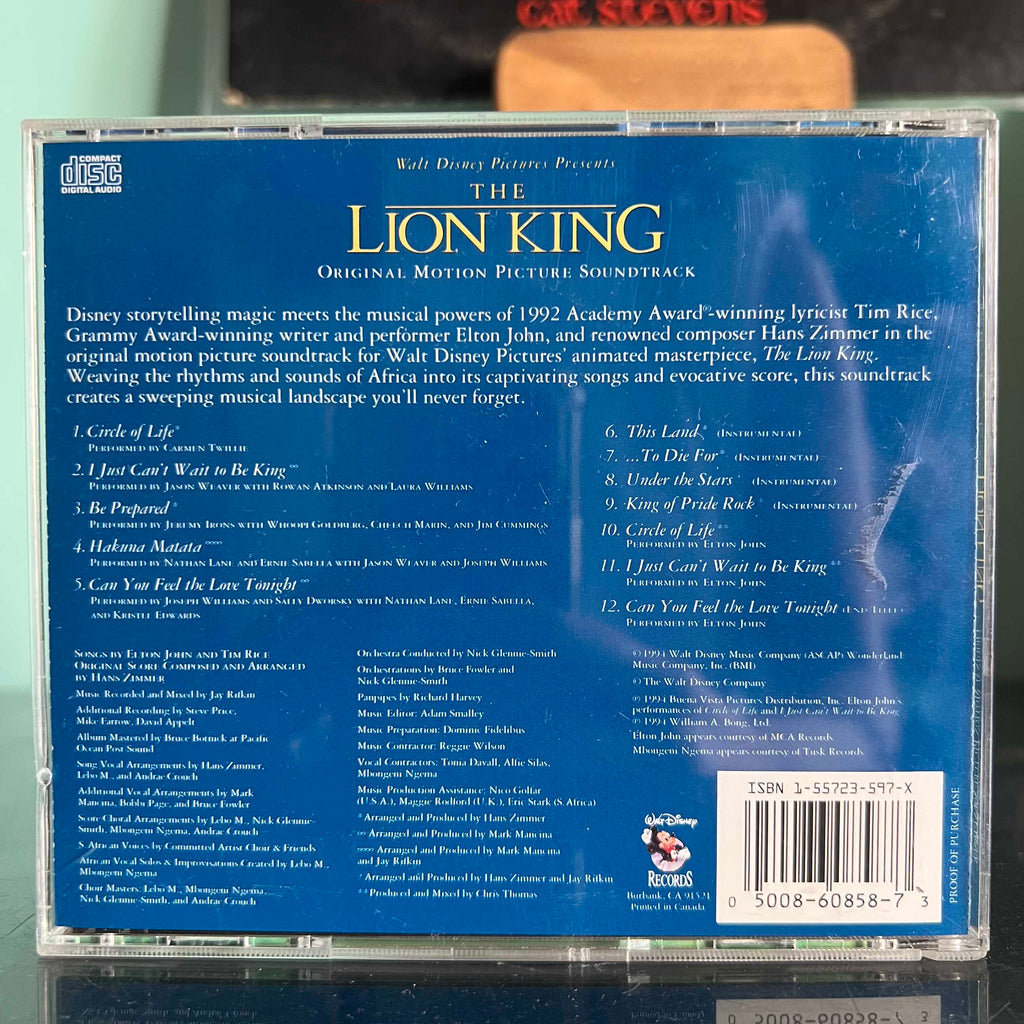 cat stevens
COMPACT
disc
DIGITAL AUDIO
Walt Disney Pictures Presents
THE
LION KING
ORIGINAL MOTION PICTURE SOUNDTRACK
Disney storytelling magic meets the musical powers of 1992 Academy Award®-winning lyricist Tim Rice,
Grammy Award-winning writer and performer Elton John, and renowned composer Hans Zimmer in the
original motion picture soundtrack for Walt Disney Pictures' animated masterpiece, The Lion King.
Weaving the rhythms and sounds of Africa into its captivating songs and evocative score, this soundtrack
creates a sweeping musical landscape you'll never forget.
1. Circle of Life*
PERFORMED BY CARMEN TWILLIE
2. I Just Can't Wait to Be King °°
PERFORMED BY JASON WEAVER WITH ROWAN ATKINSON AND LAURA WILLIAMS
3. Be Prepared *
PERFORMED BY JEREMY IRONS WITH WHOOPI GOLDBERG, CHEECH MARIN, AND JIM CUMMINGS
4. Hakuna Matata °°°°
PERFORMED BY NATHAN LANE AND ERNIE SABELLA WITH JASON WEAVER AND JOSEPH WILLIAMS
5. Can You Feel the Love Tonight °°
PERFORMED BY JOSEPH WILLIAMS AND SALLY DWORSKY WITH NATHAN LANE, ERNIE SABELLA,
AND KRISTLE EDWARDS
6. This Land * (INSTRUMENTAL)
7. ...To Die For * (INSTRUMENTAL)
8. Under the Stars * (INSTRUMENTAL)
9. King of Pride Rock * (INSTRUMENTAL)
10. Circle of Life **
PERFORMED BY ELTON JOHN
11. I Just Can't Wait to Be King **
PERFORMED BY ELTON JOHN
12. Can You Feel the Love Tonight (END TITLE)
PERFORMED BY ELTON JOHN
SONGS BY ELTON JOHN AND TIM RICE
ORIGINAL SCORE COMPOSED AND ARRANGED
BY HANS ZIMMER
Music Recorded and Mixed by Jay Rifkin
Additional Recording by Steve Price,
Mike Farrow, David Appelt
Album Mastered by Bruce Botnick at Pacific
Ocean Post Sound
Song Vocal Arrangements by Hans Zimmer,
Lebo M., and Andrae Crouch
Additional Vocal Arrangements by Mark
Mancina, Bobbi Page, and Bruce Fowler
Score Choral Arrangements by Lebo M., Nick Glennie-
Smith, Mbongeni Ngema, Andrae Crouch
S. African Voices by Committed Artist Choir & Friends
African Vocal Solos & Improvisations Created by Lebo M.,
Mbongeni Ngema
Choir Masters: Lebo M., Mbongeni Ngema,
Nick Glennie-Smith, and Andrae Crouch
Orchestra Conducted by Nick Glennie-Smith
Orchestrations by Bruce Fowler and
Nick Glennie-Smith
Panpipes by Richard Harvey
Music Editor: Adam Smalley
Music Preparation: Dominic Fidelibus
Music Contractor: Reggie Wilson
Vocal Contractors: Tonia Davall, Alfie Silas,
Mbongeni Ngema
Music Production Assistance: Nico Golfar
(U.S.A.), Maggie Rodford (U.K.), Eric Stark (S. Africa)
*Arranged and Produced by Hans Zimmer
°° Arranged and Produced by Mark Mancina
°°°° Arranged and Produced by Mark Mancina
and Jay Rifkin
* Arranged and Produced by Hans Zimmer and Jay Rifkin
**Produced and Mixed by Chris Thomas
© 1994 Walt Disney Music Company (ASCAP) Wonderland
Music Company, Inc. (BMI)
© The Walt Disney Company
℗ 1994 Buena Vista Pictures Distribution, Inc. Elton John's
performances of Circle of Life and I Just Can't Wait to Be King
℗ 1994 William A. Bong, Ltd.
Elton John appears courtesy of MCA Records
Mbongeni Ngema appears courtesy of Tusk Records
Walt Disney
RECORDS
Burbank, CA 91521
Printed in Canada
ISBN 1-55723-597-X
0 5008-60858-7 3
PROOF OF PURCHASE